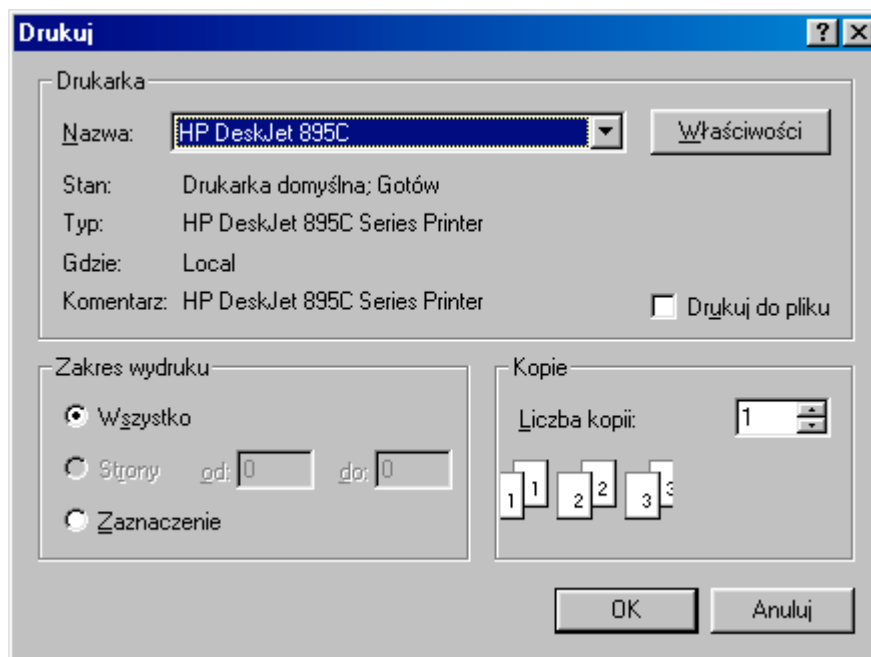 Drukuj
Drukarka
Nazwa: HP DeskJet 895C Właściwości
Stan: Drukarka domyślna; Gotów
Typ: HP DeskJet 895C Series Printer
Gdzie: Local
Komentarz: HP DeskJet 895C Series Printer
Drukuj do pliku
Zakres wydruku
Wszystko
Strony od: 0 do: 0
Zaznaczenie
Kopie
Liczba kopii: 1
1 1 2 2 3 3
OK Anuluj